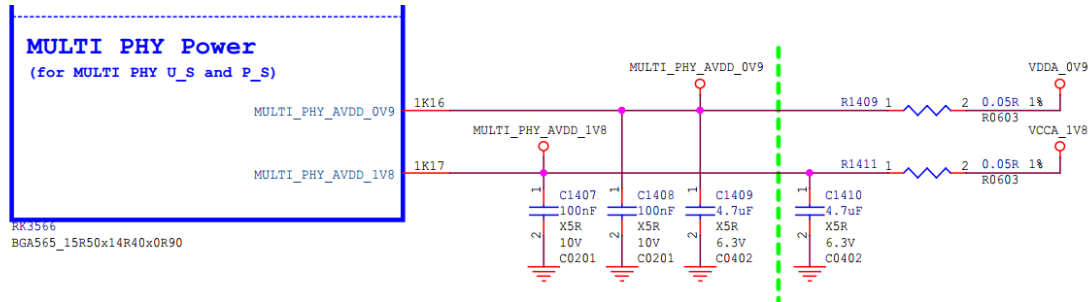 MULTI PHY Power
(for MULTI PHY U_S and P_S)
MULTI_PHY_AVDD_0V9
VDDA_0V9
MULTI_PHY_AVDD_0V9
1K16
R1409
1
2
0.05R
1%
R0603
MULTI_PHY_AVDD_1V8
VCCA_1V8
MULTI_PHY_AVDD_1V8
1K17
R1411
1
2
0.05R
1%
R0603
1
C1407
100nF
X5R
2
10V
C0201
1
C1408
100nF
X5R
2
10V
C0201
1
C1409
4.7uF
X5R
2
6.3V
C0402
1
C1410
4.7uF
X5R
2
6.3V
C0402
RK3566
BGA565_15R50x14R40x0R90